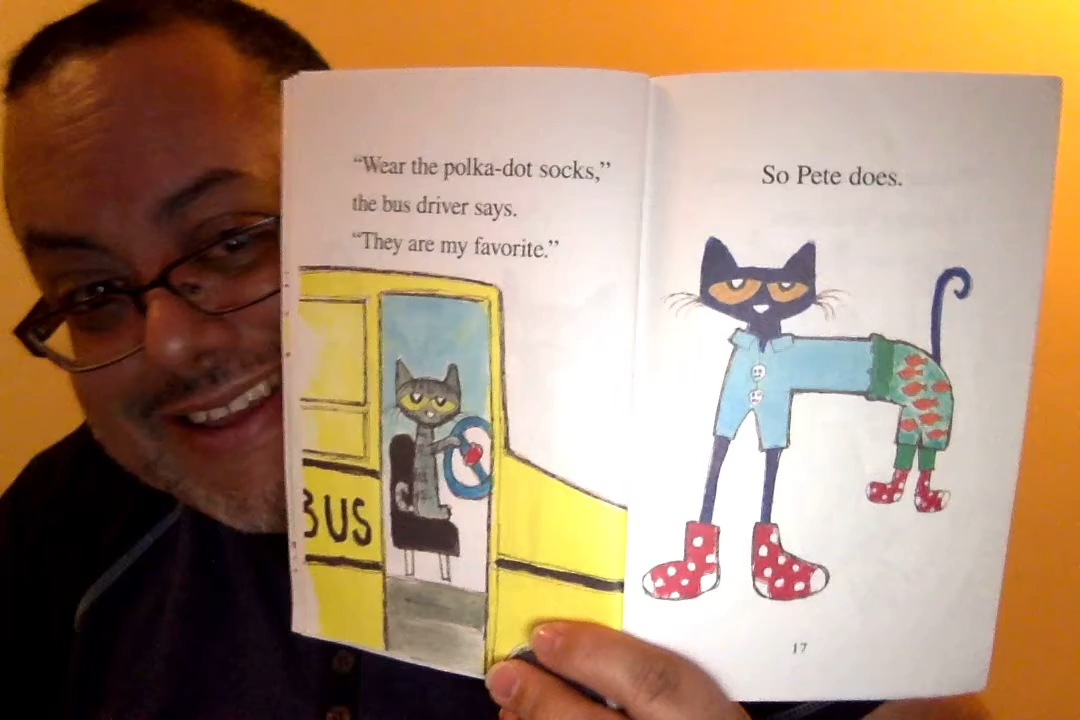 “Wear the polka-dot socks,”
the bus driver says.
“They are my favorite.”
BUS
So Pete does.
17